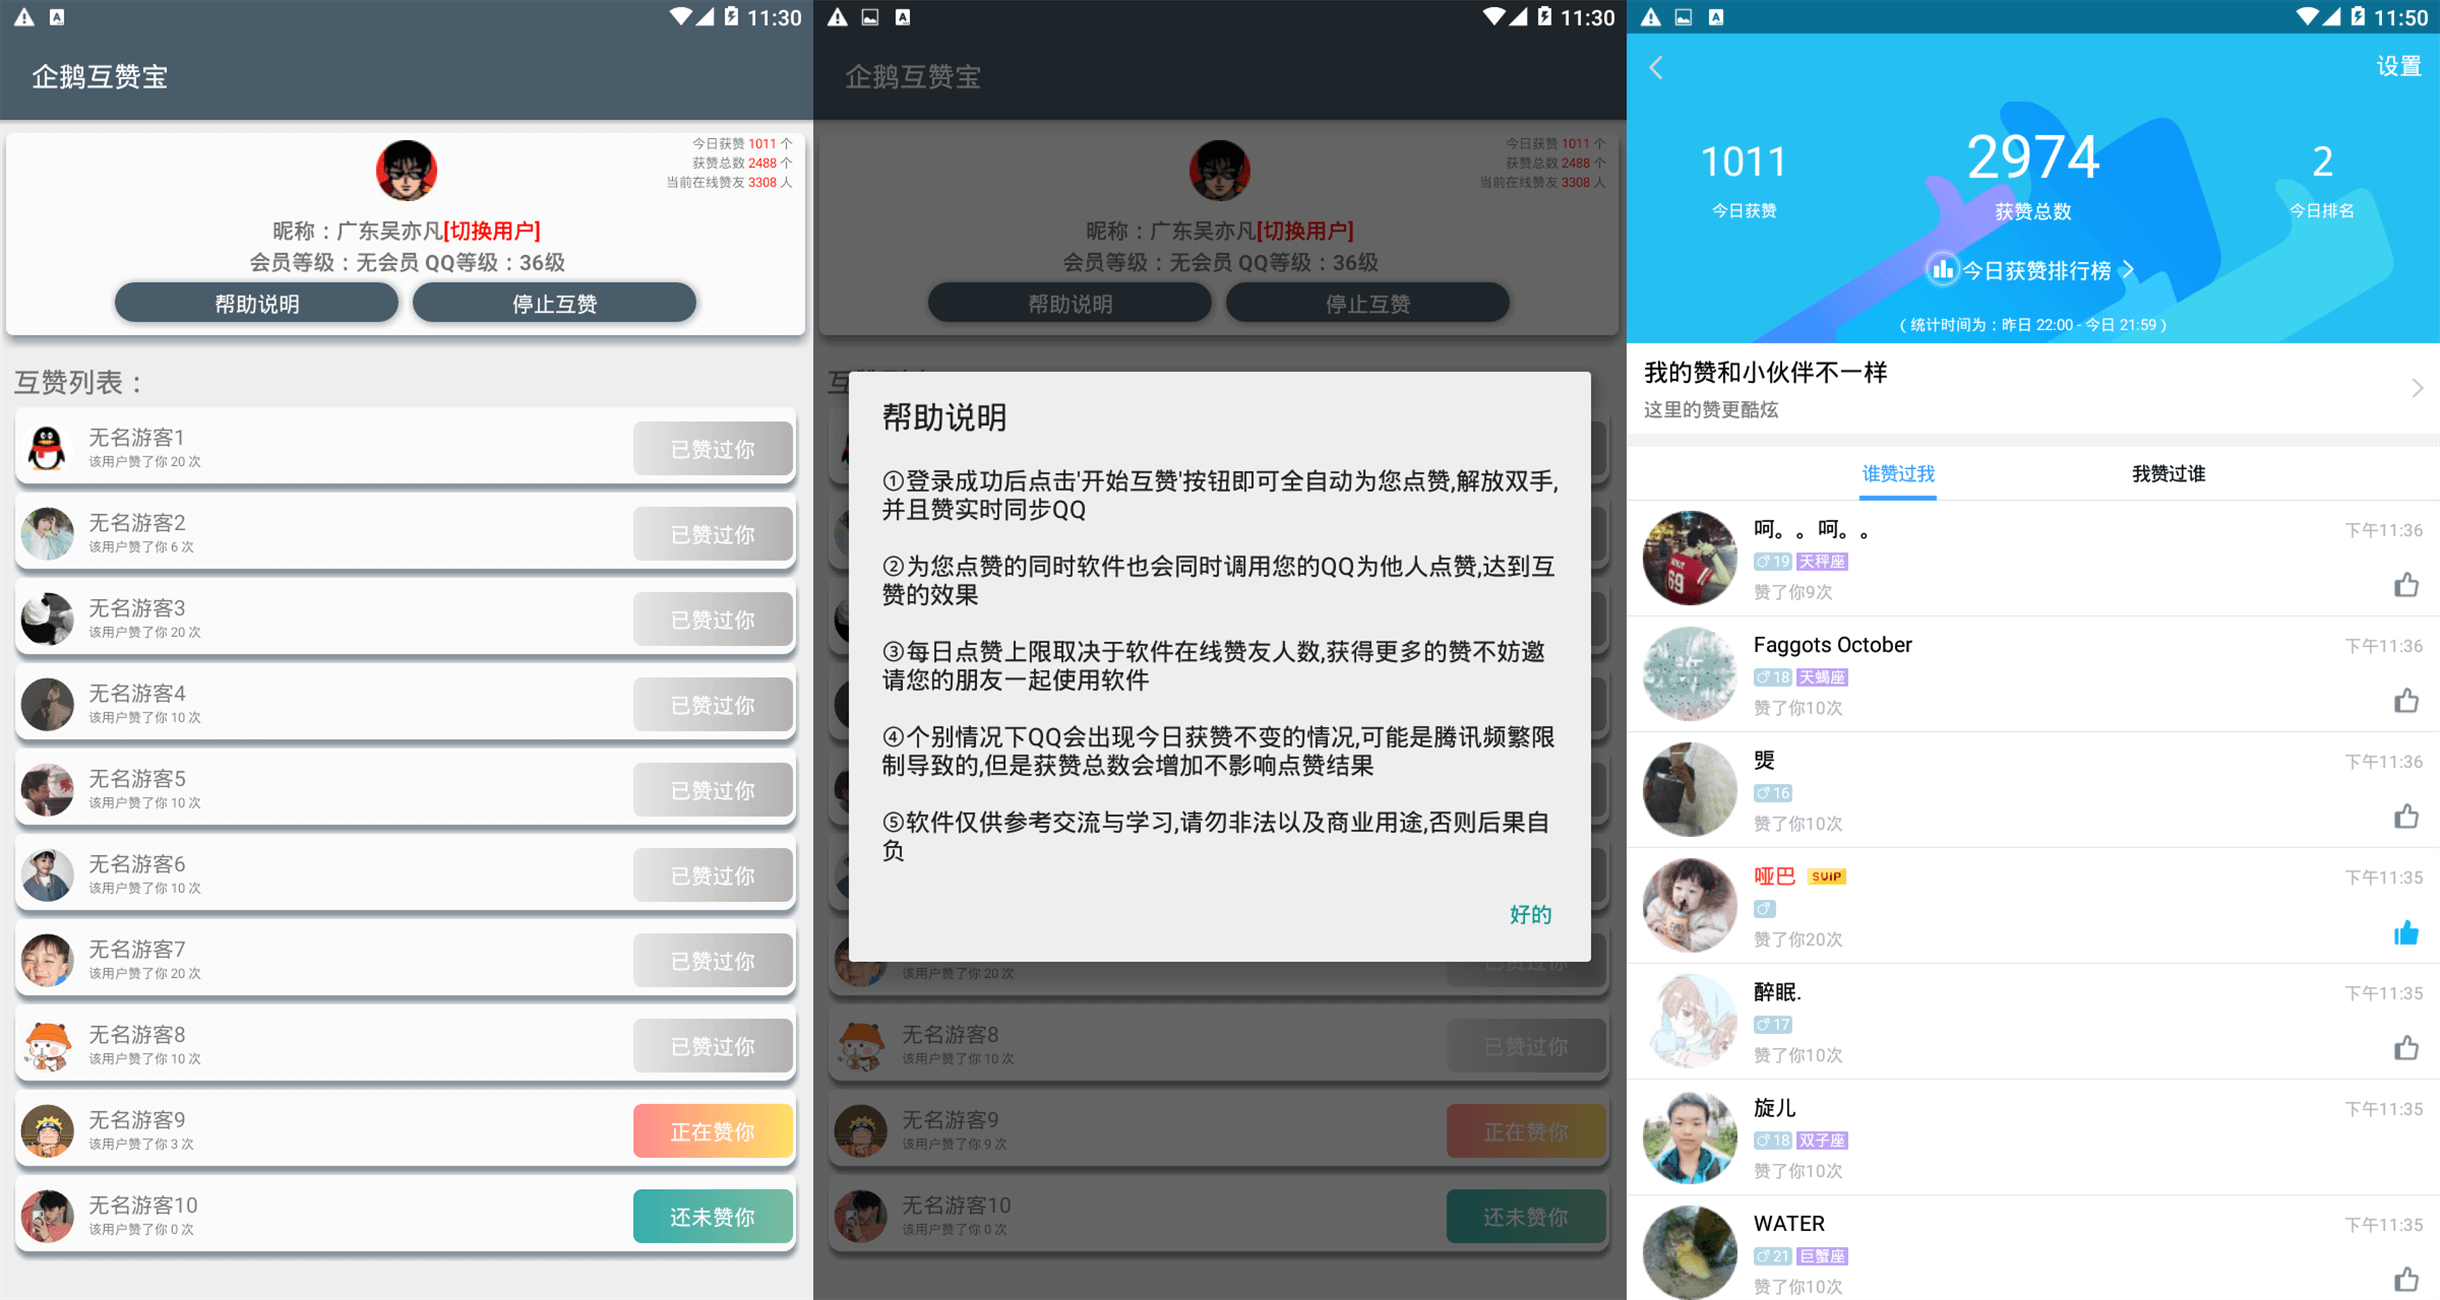 11:30
企鹅互赞宝
今日获赞 1011 个
获赞总数 2488 个
当前在线赞友 3308 人
昵称：广东吴亦凡[切换用户]
会员等级：无会员 QQ等级：36级
帮助说明
停止互赞
互赞列表：
无名游客1
该用户赞了你 20 次
已赞过你
无名游客2
该用户赞了你 6 次
已赞过你
无名游客3
该用户赞了你 20 次
已赞过你
无名游客4
该用户赞了你 10 次
已赞过你
无名游客5
该用户赞了你 10 次
已赞过你
无名游客6
该用户赞了你 10 次
已赞过你
无名游客7
该用户赞了你 20 次
已赞过你
无名游客8
该用户赞了你 10 次
已赞过你
无名游客9
该用户赞了你 3 次
正在赞你
无名游客10
该用户赞了你 0 次
还未赞你
11:30
企鹅互赞宝
今日获赞 1011 个
获赞总数 2488 个
当前在线赞友 3308 人
昵称：广东吴亦凡[切换用户]
会员等级：无会员 QQ等级：36级
帮助说明
停止互赞
帮助说明
①登录成功后点击'开始互赞'按钮即可全自动为您点赞,解放双手,
并且赞实时同步QQ
②为您点赞的同时软件也会同时调用您的QQ为他人点赞,达到互
赞的效果
③每日点赞上限取决于软件在线赞友人数,获得更多的赞不妨邀
请您的朋友一起使用软件
④个别情况下QQ会出现今日获赞不变的情况,可能是腾讯频繁限
制导致的,但是获赞总数会增加不影响点赞结果
⑤软件仅供参考交流与学习,请勿非法以及商业用途,否则后果自
负
好的
该用户赞了你 20 次
已赞过你
无名游客8
该用户赞了你 10 次
已赞过你
无名游客9
该用户赞了你 9 次
正在赞你
无名游客10
该用户赞了你 0 次
还未赞你
11:50
设置
1011
今日获赞
2974
获赞总数
2
今日排名
今日获赞排行榜
（统计时间为：昨日 22:00 - 今日 21:59）
我的赞和小伙伴不一样
这里的赞更酷炫
谁赞过我
我赞过谁
呵。。呵。。
下午11:36
♂19 天秤座
赞了你9次
Faggots October
下午11:36
♂18 天蝎座
赞了你10次
下午11:36
♂16
赞了你10次
哑巴 SVIP
下午11:35
♂
赞了你20次
醉眠.
下午11:35
♂17
赞了你10次
旋儿
下午11:35
♂18 双子座
赞了你10次
WATER
下午11:35
♂21 巨蟹座
赞了你10次